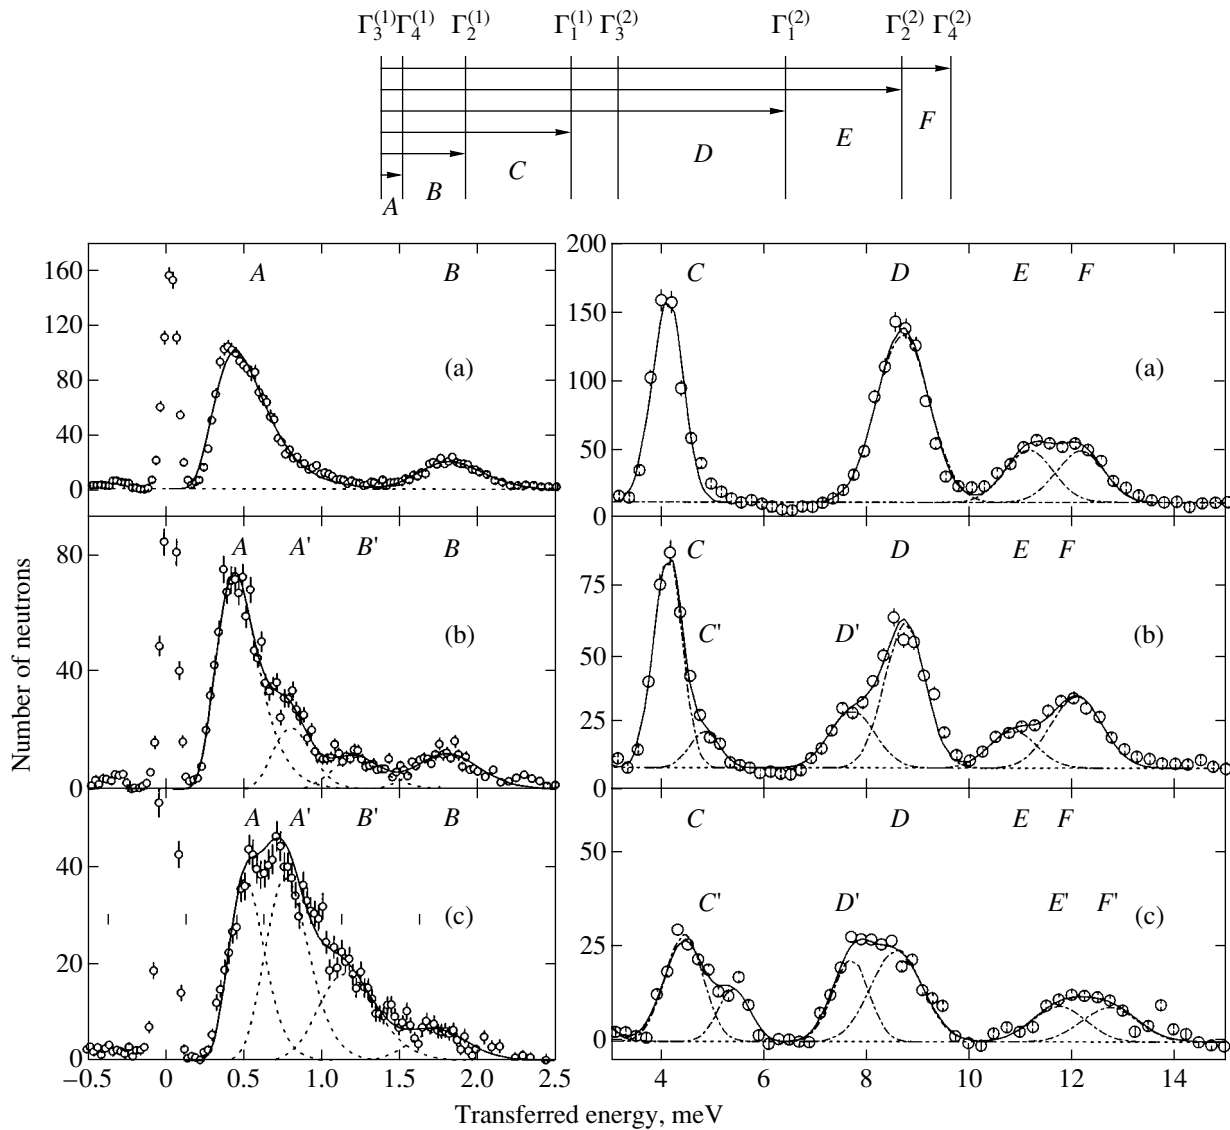 Γ₃⁽¹⁾ Γ₄⁽¹⁾ Γ₂⁽¹⁾ Γ₁⁽¹⁾ Γ₃⁽²⁾ Γ₁⁽²⁾ Γ₂⁽²⁾ Γ₄⁽²⁾
A B C D E F
Number of neutrons
160
120
80
40
0
A B
(a)
200
150
100
50
0
C D E F
(a)
80
40
0
A A' B' B
(b)
75
50
25
0
C D E F
C' D'
(b)
40
20
0
A A' B' B
(c)
50
25
0
C D E F
C' D' E' F'
(c)
–0.5 0 0.5 1.0 1.5 2.0 2.5
4 6 8 10 12 14
Transferred energy, meV